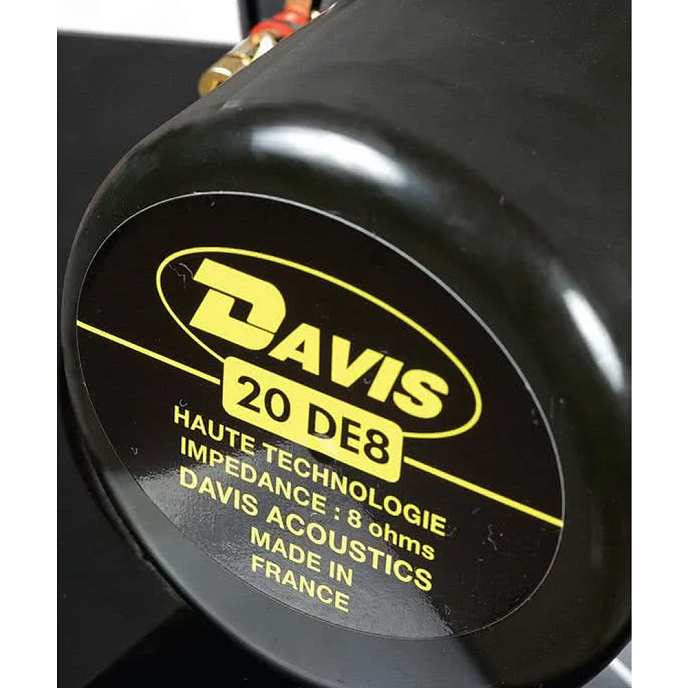 DAVIS
20 DE8
HAUTE TECHNOLOGIE
IMPEDANCE : 8 ohms
DAVIS ACOUSTICS
MADE IN
FRANCE